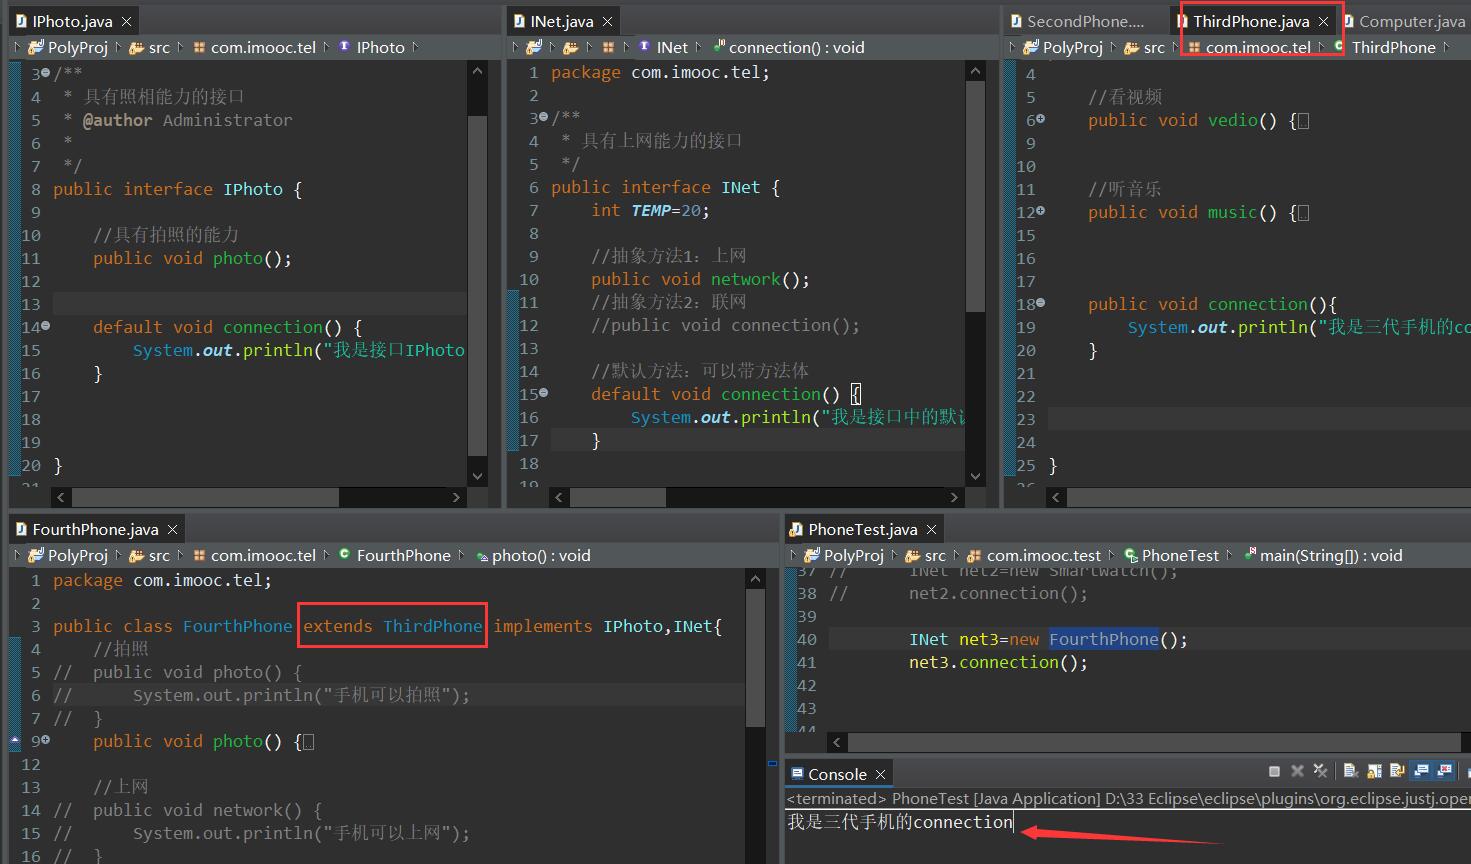 IPhoto.java
PolyProj src com.imooc.tel IPhoto
3 /**
4 * 具有照相能力的接口
5 * @author Administrator
6 *
7 */
8 public interface IPhoto {
9
10 //具有拍照的能力
11 public void photo();
12
13
14 default void connection() {
15 System.out.println("我是接口IPhoto
16 }
17
18
19
20 }
INet.java
INet connection() : void
1 package com.imooc.tel;
2
3 /**
4 * 具有上网能力的接口
5 */
6 public interface INet {
7 int TEMP=20;
8
9 //抽象方法1：上网
10 public void network();
11 //抽象方法2：联网
12 //public void connection();
13
14 //默认方法：可以带方法体
15 default void connection() {
16 System.out.println("我是接口中的默认
17 }
18
19
SecondPhone.... ThirdPhone.java Computer.java
PolyProj src com.imooc.tel ThirdPhone
4
5 //看视频
6 public void vedio() {
9
10
11 //听音乐
12 public void music() {
15
16
17
18 public void connection(){
19 System.out.println("我是三代手机的co
20 }
21
22
23
24
25 }
FourthPhone.java
PolyProj src com.imooc.tel FourthPhone photo() : void
1 package com.imooc.tel;
2
3 public class FourthPhone extends ThirdPhone implements IPhoto,INet{
4 //拍照
5 // public void photo() {
6 // System.out.println("手机可以拍照");
7 // }
9 public void photo() {
12
13 //上网
14 // public void network() {
15 // System.out.println("手机可以上网");
16 // }
PhoneTest.java
PolyProj src com.imooc.test PhoneTest main(String[]) : void
37 // INet net2=new SmartWatch();
38 // net2.connection();
39
40 INet net3=new FourthPhone();
41 net3.connection();
42
43
44
Console
<terminated> PhoneTest [Java Application] D:\33 Eclipse\eclipse\plugins\org.eclipse.justj.open
我是三代手机的connection